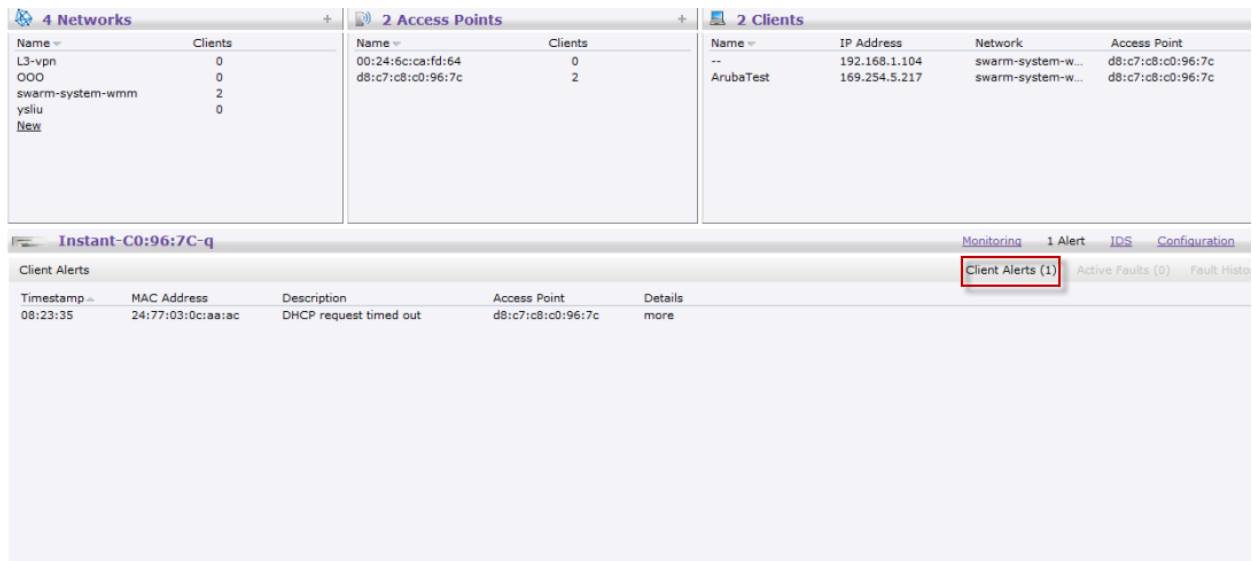 4 Networks +
Name Clients
L3-vpn 0
OOO 0
swarm-system-wmm 2
ysliu 0
New
2 Access Points +
Name Clients
00:24:6c:ca:fd:64 0
d8:c7:c8:c0:96:7c 2
2 Clients
Name IP Address Network Access Point
-- 192.168.1.104 swarm-system-w... d8:c7:c8:c0:96:7c
ArubaTest 169.254.5.217 swarm-system-w... d8:c7:c8:c0:96:7c
Instant-C0:96:7C-q Monitoring 1 Alert IDS Configuration
Client Alerts Client Alerts (1) Active Faults (0) Fault Histo
Timestamp MAC Address Description Access Point Details
08:23:35 24:77:03:0c:aa:ac DHCP request timed out d8:c7:c8:c0:96:7c more